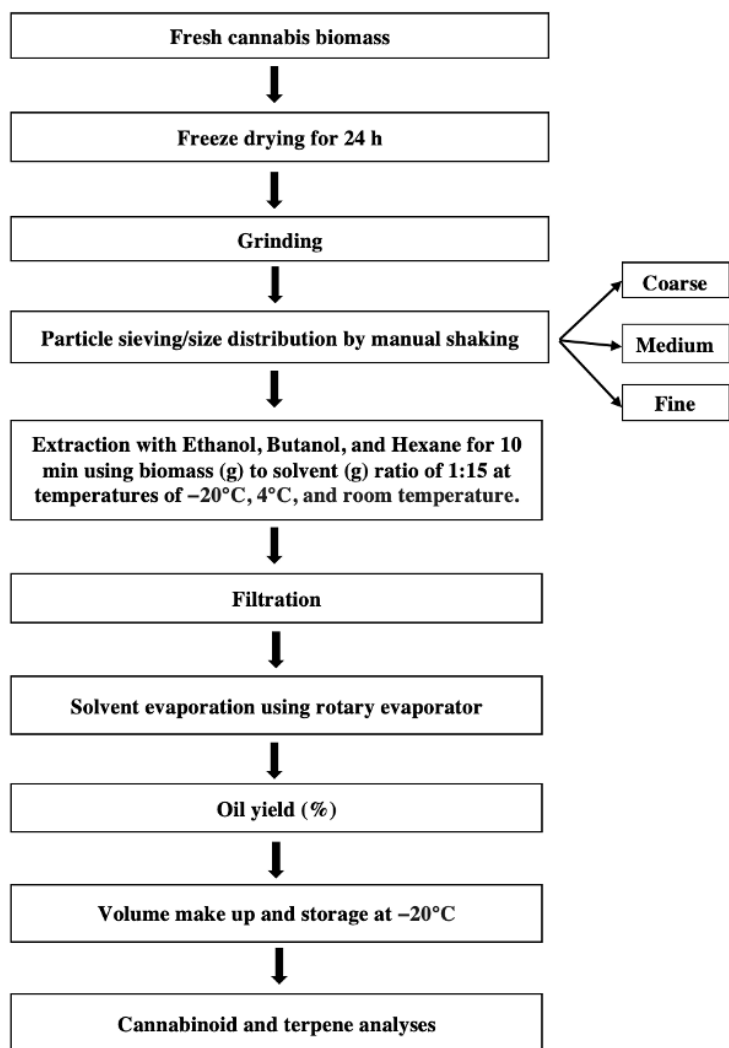 Fresh cannabis biomass
Freeze drying for 24 h
Grinding
Particle sieving/size distribution by manual shaking
Coarse
Medium
Fine
Extraction with Ethanol, Butanol, and Hexane for 10
min using biomass (g) to solvent (g) ratio of 1:15 at
temperatures of −20°C, 4°C, and room temperature.
Filtration
Solvent evaporation using rotary evaporator
Oil yield (%)
Volume make up and storage at −20°C
Cannabinoid and terpene analyses